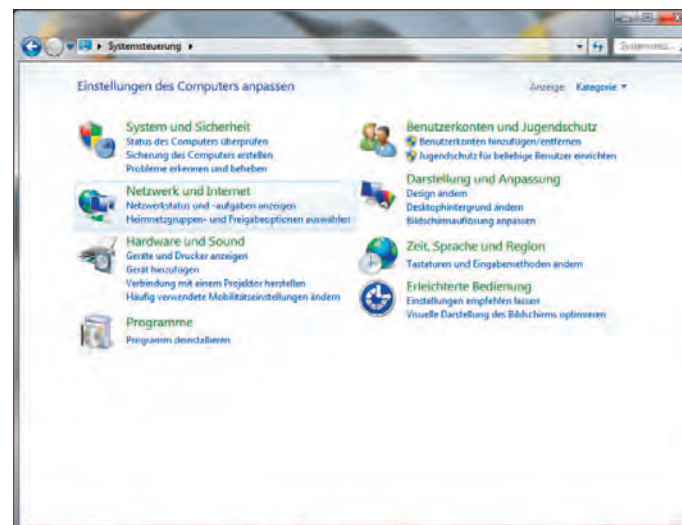 Systemsteuerung
Einstellungen des Computers anpassen
Anzeige: Kategorie
System und Sicherheit
Status des Computers überprüfen
Sicherung des Computers erstellen
Probleme erkennen und beheben
Netzwerk und Internet
Netzwerkstatus und -aufgaben anzeigen
Heimnetzgruppen- und Freigabeoptionen auswählen
Hardware und Sound
Geräte und Drucker anzeigen
Gerät hinzufügen
Verbindung mit einem Projektor herstellen
Häufig verwendete Mobilitätseinstellungen ändern
Programme
Programm deinstallieren
Benutzerkonten und Jugendschutz
Benutzerkonten hinzufügen/entfernen
Jugendschutz für beliebige Benutzer einrichten
Darstellung und Anpassung
Design ändern
Desktophintergrund ändern
Bildschirmauflösung anpassen
Zeit, Sprache und Region
Tastaturen und Eingabemethoden ändern
Erleichterte Bedienung
Einstellungen empfehlen lassen
Visuelle Darstellung des Bildschirms optimieren